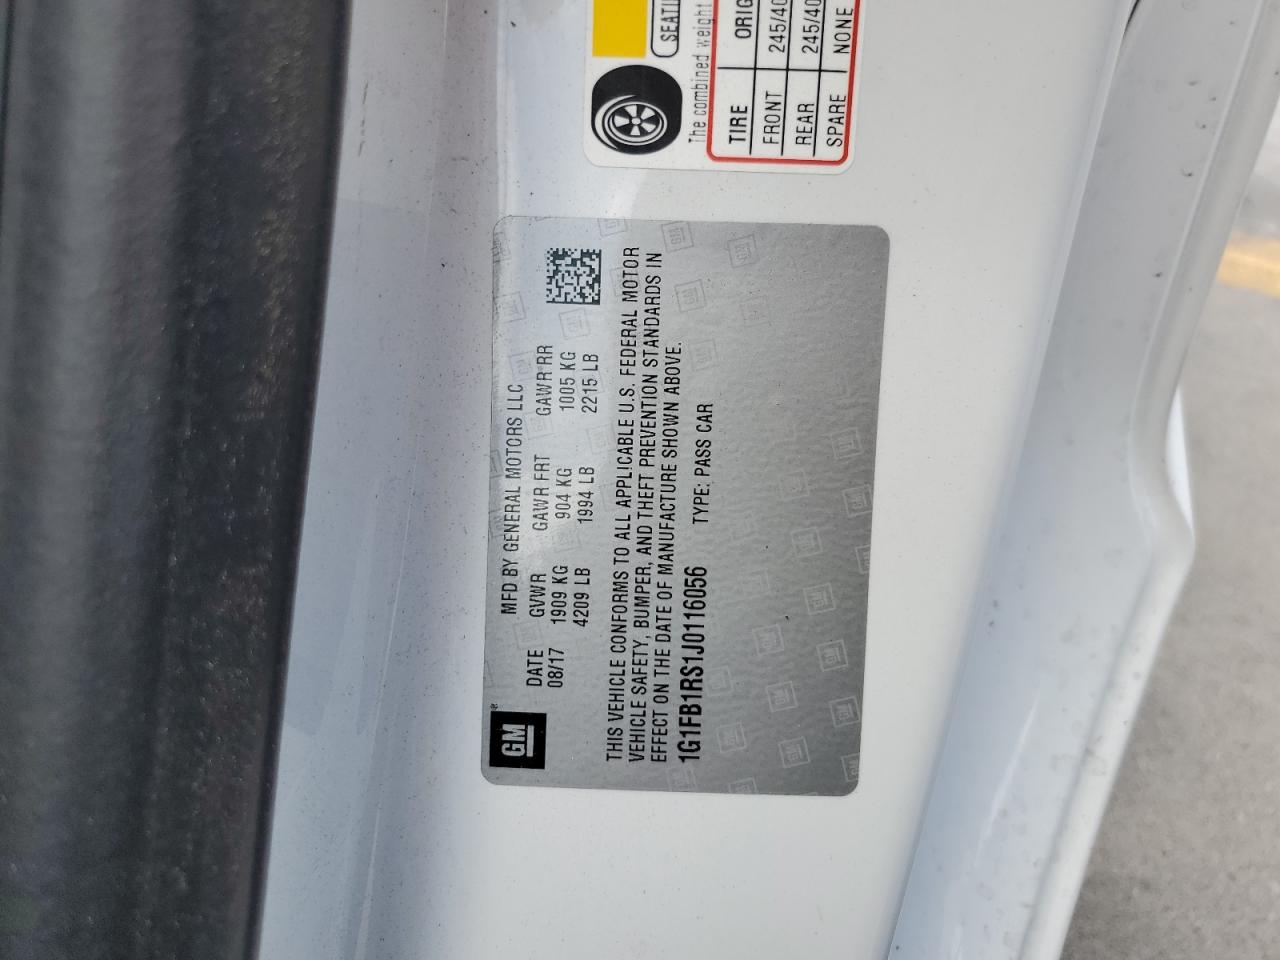 GM
MFD BY GENERAL MOTORS LLC
DATE GVWR GAWR FRT GAWR RR
08/17 1909 KG 904 KG 1005 KG
4209 LB 1994 LB 2215 LB
THIS VEHICLE CONFORMS TO ALL APPLICABLE U.S. FEDERAL MOTOR
VEHICLE SAFETY, BUMPER, AND THEFT PREVENTION STANDARDS IN
EFFECT ON THE DATE OF MANUFACTURE SHOWN ABOVE.
1G1FB1RS1J0116056 TYPE: PASS CAR
The combined weight
TIRE
FRONT 245/40
REAR 245/40
SPARE NONE